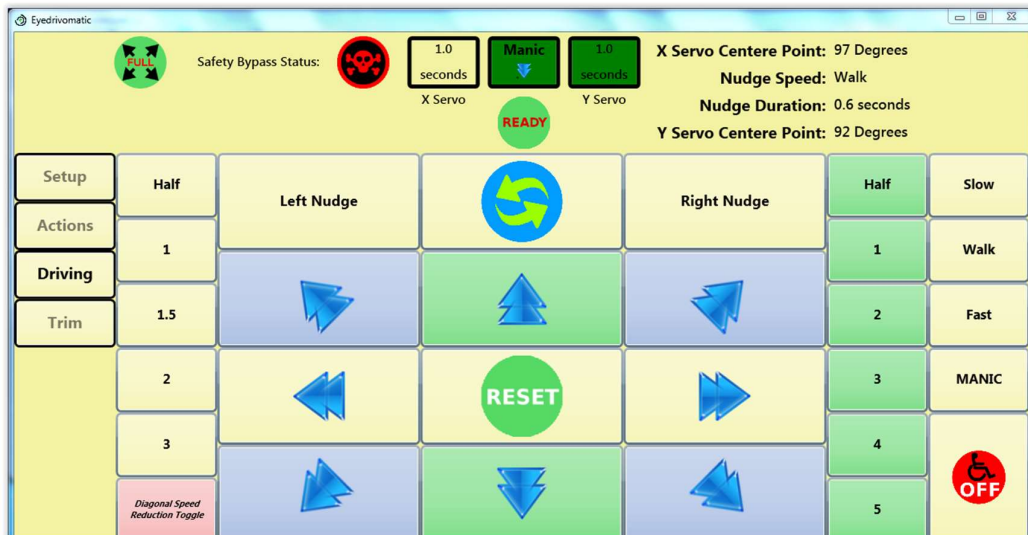 Eyedrivomatic
FULL
Safety Bypass Status:
1.0
seconds
X Servo
Manic
1.0
seconds
Y Servo
READY
X Servo Centere Point: 97 Degrees
Nudge Speed: Walk
Nudge Duration: 0.6 seconds
Y Servo Centere Point: 92 Degrees
Setup
Actions
Driving
Trim
Half
1
1.5
2
3
Diagonal Speed
Reduction Toggle
Left Nudge
Right Nudge
RESET
Half
1
2
3
4
5
Slow
Walk
Fast
MANIC
OFF